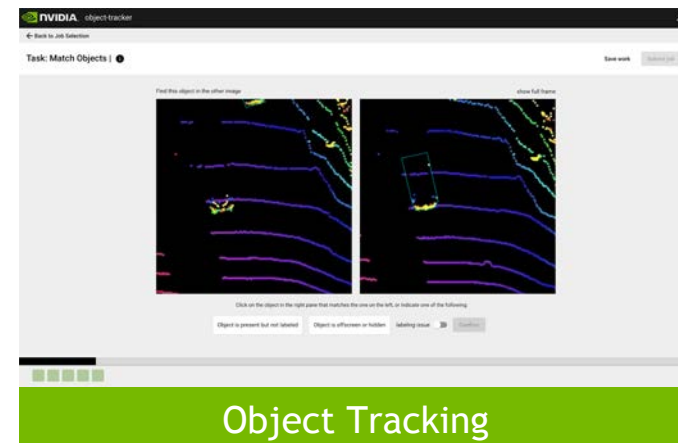 NVIDIA. object-tracker
← Back to Job Selection
Task: Match Objects |
Save work
Submit job
Find this object in the other image
show full frame
Click on the object in the right pane that matches the one on the left, or indicate one of the following.
Object is present but not labeled
Object is offscreen or hidden
labeling issue
Confirm
Object Tracking